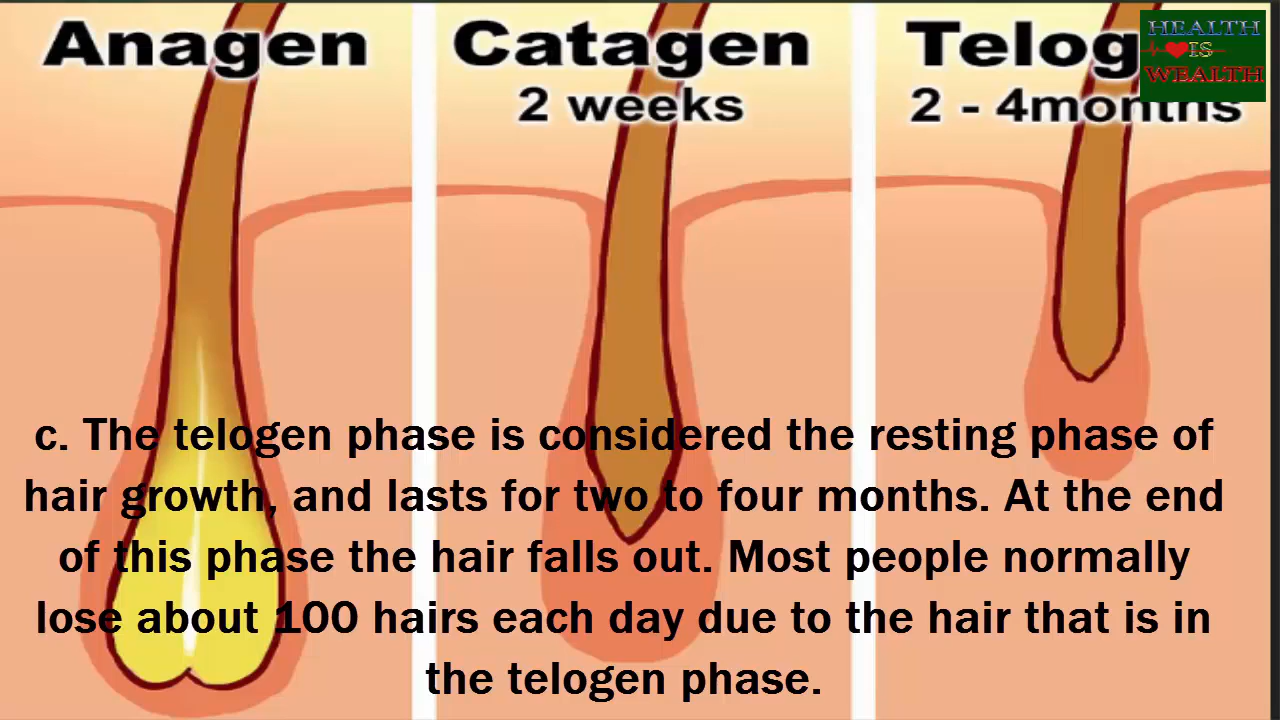 Anagen
Catagen
2 weeks
Telog
2 - 4months
HEALTH
IS
WEALTH
c. The telogen phase is considered the resting phase of
hair growth, and lasts for two to four months. At the end
of this phase the hair falls out. Most people normally
lose about 100 hairs each day due to the hair that is in
the telogen phase.